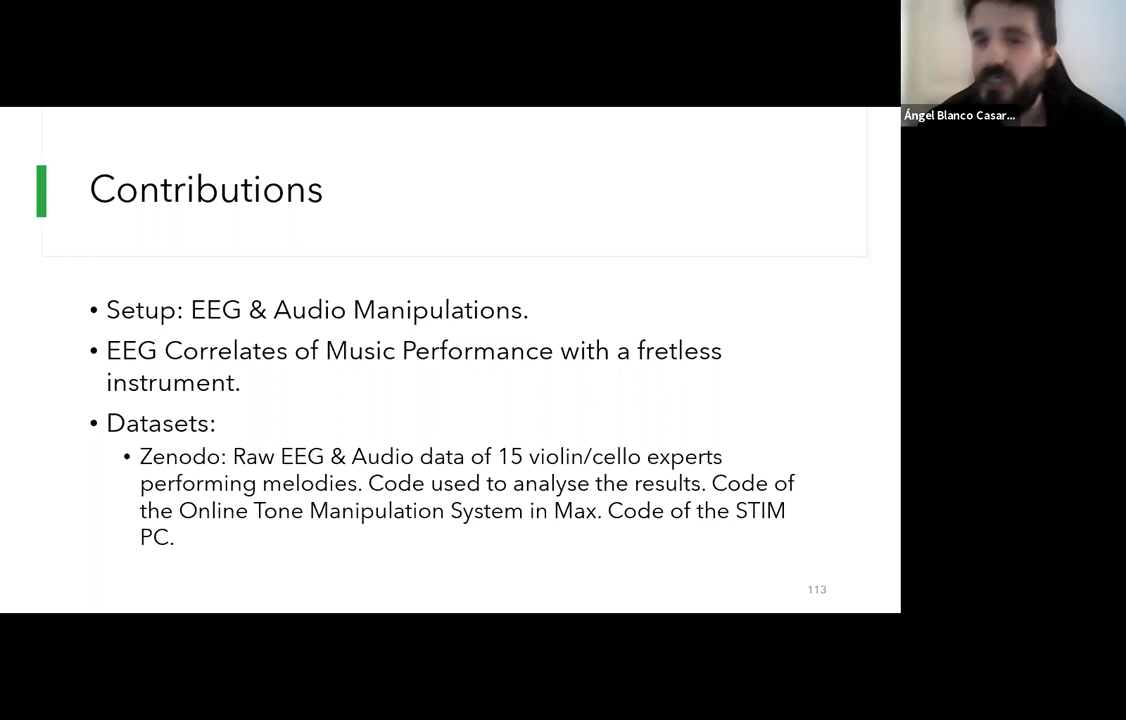 Ángel Blanco Casar...
Contributions
• Setup: EEG & Audio Manipulations.
• EEG Correlates of Music Performance with a fretless
instrument.
• Datasets:
• Zenodo: Raw EEG & Audio data of 15 violin/cello experts
performing melodies. Code used to analyse the results. Code of
the Online Tone Manipulation System in Max. Code of the STIM
PC.
113